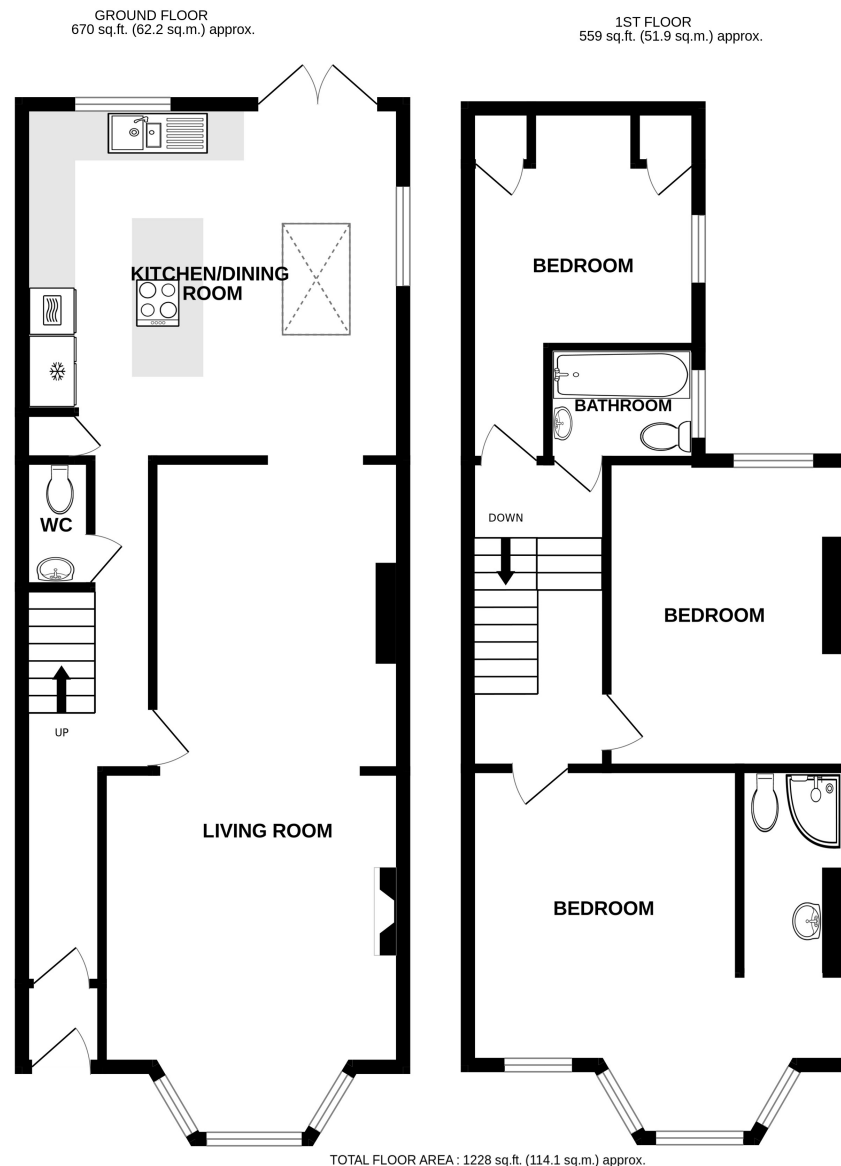 GROUND FLOOR
670 sq.ft. (62.2 sq.m.) approx.
1ST FLOOR
559 sq.ft. (51.9 sq.m.) approx.
KITCHEN/DINING
ROOM
WC
UP
LIVING ROOM
BEDROOM
BATHROOM
DOWN
BEDROOM
BEDROOM
TOTAL FLOOR AREA : 1228 sq.ft. (114.1 sq.m.) approx.